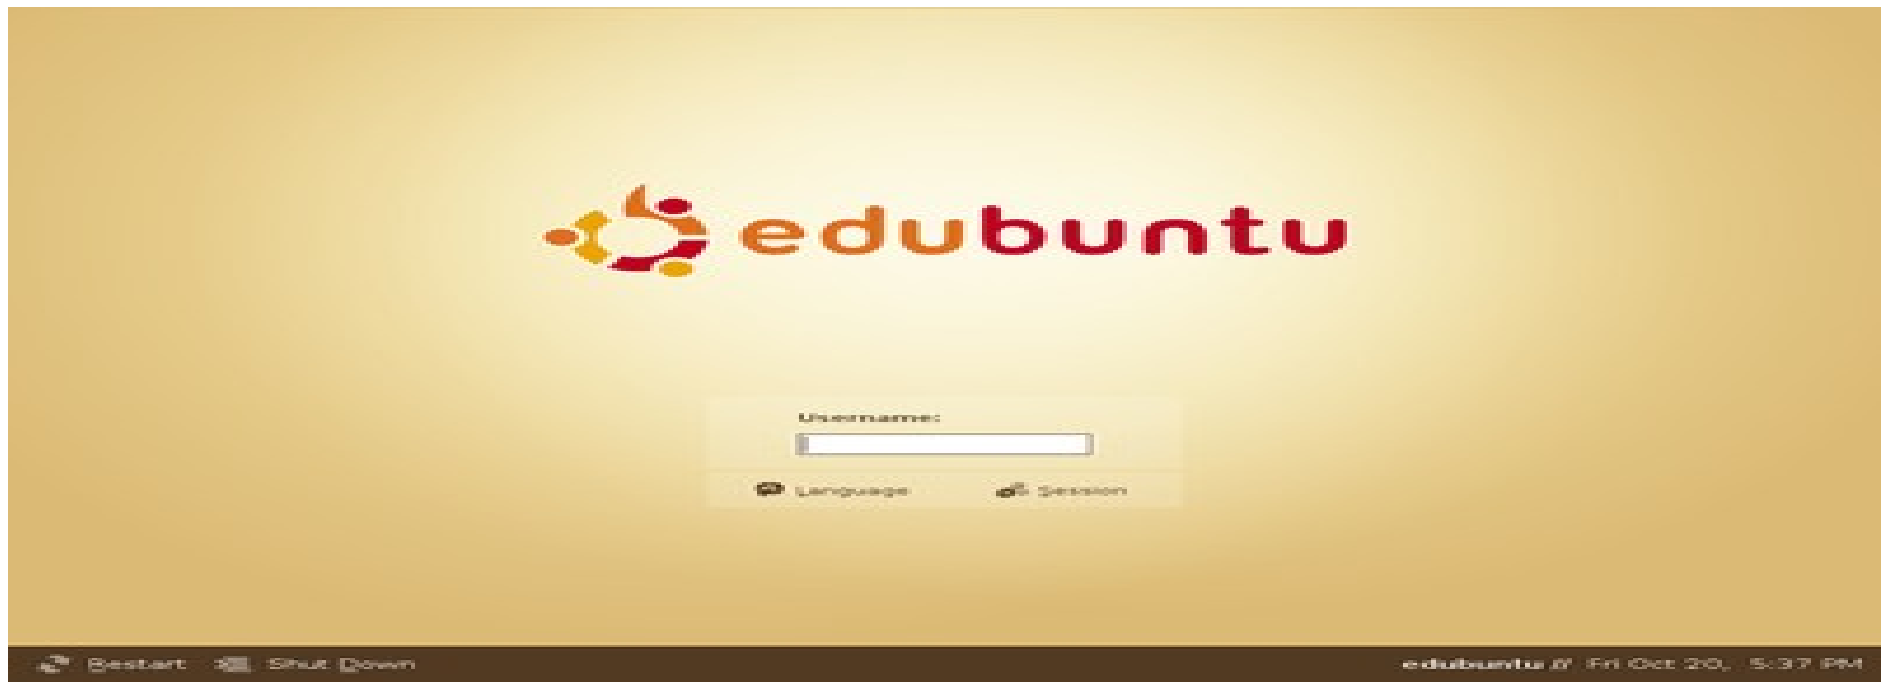 edubuntu
Username:
Language Session
Restart Shut Down edubuntu // Fri Oct 20, 5:37 PM